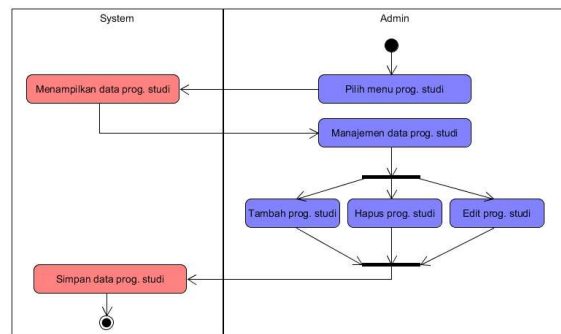 System
Admin
Menampilkan data prog. studi
Pilih menu prog. studi
Manajemen data prog. studi
Tambah prog. studi
Hapus prog. studi
Edit prog. studi
Simpan data prog. studi